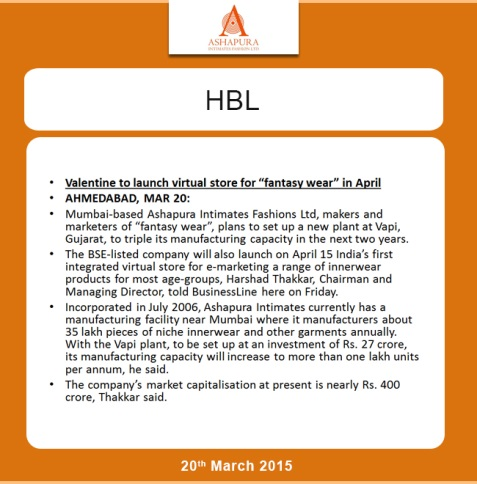 ASHAPURA
INTIMATES FASHION LTD
HBL
• Valentine to launch virtual store for “fantasy wear” in April
• AHMEDABAD, MAR 20:
• Mumbai-based Ashapura Intimates Fashions Ltd, makers and
marketers of “fantasy wear”, plans to set up a new plant at Vapi,
Gujarat, to triple its manufacturing capacity in the next two years.
• The BSE-listed company will also launch on April 15 India’s first
integrated virtual store for e-marketing a range of innerwear
products for most age-groups, Harshad Thakkar, Chairman and
Managing Director, told BusinessLine here on Friday.
• Incorporated in July 2006, Ashapura Intimates currently has a
manufacturing facility near Mumbai where it manufacturers about
35 lakh pieces of niche innerwear and other garments annually.
With the Vapi plant, to be set up at an investment of Rs. 27 crore,
its manufacturing capacity will increase to more than one lakh units
per annum, he said.
• The company’s market capitalisation at present is nearly Rs. 400
crore, Thakkar said.
20th March 2015